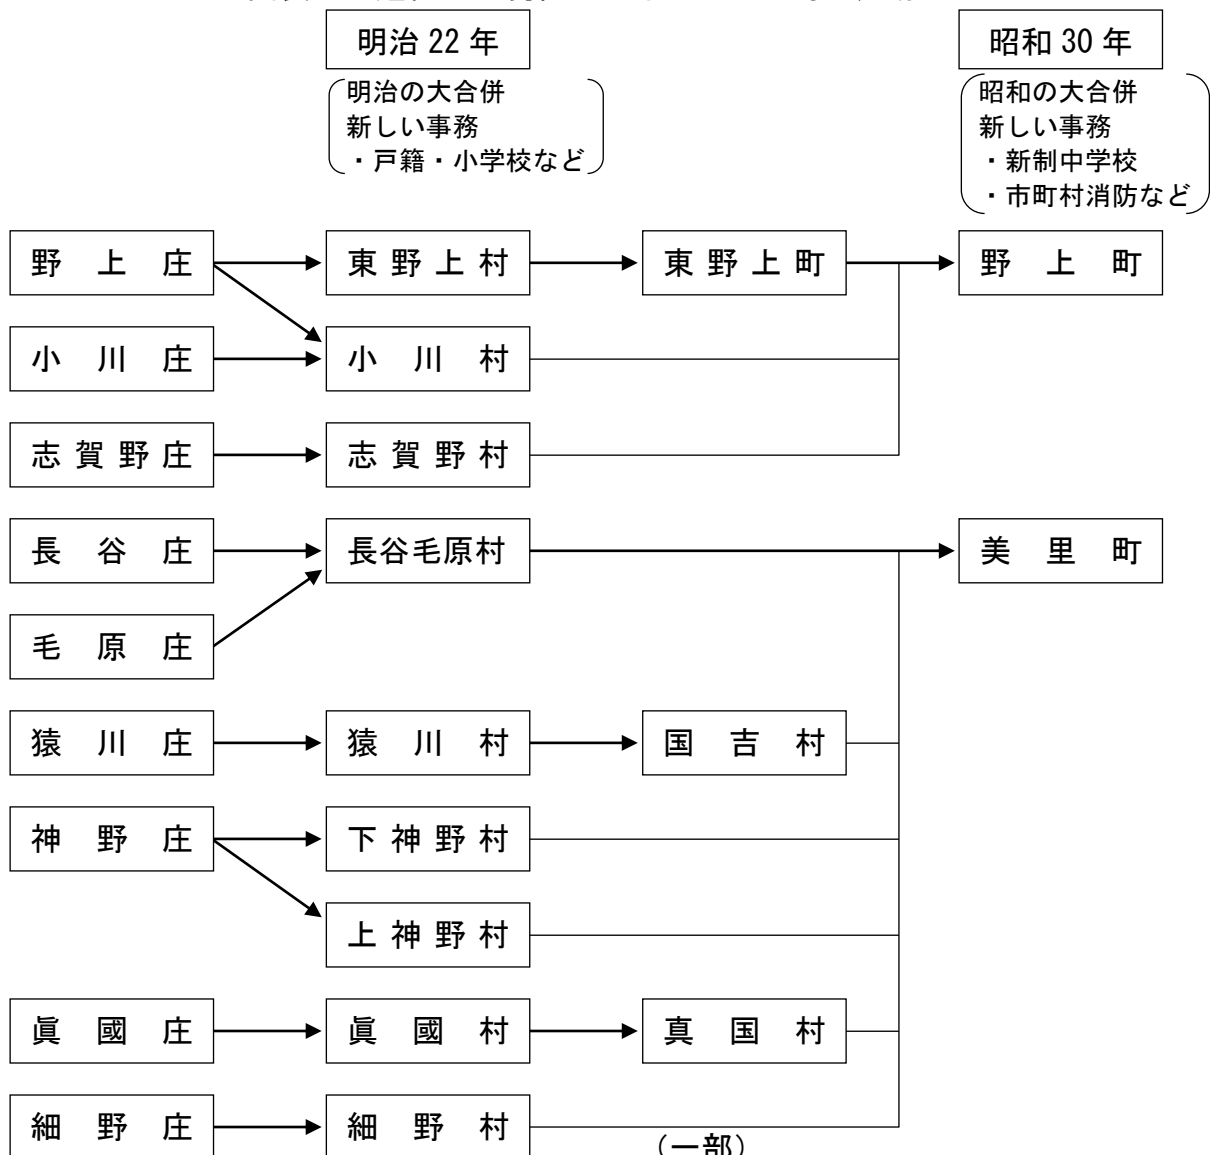 明治 22 年
昭和 30 年
明治の大合併
新しい事務
・戸籍・小学校など
昭和の大合併
新しい事務
・新制中学校
・市町村消防など
野上庄
東野上村
東野上町
野上町
小川庄
小川村
志賀野庄
志賀野村
長谷庄
長谷毛原村
美里町
毛原庄
猿川庄
猿川村
国吉村
神野庄
下神野村
上神野村
眞國庄
眞國村
真国村
細野庄
細野村
(一部)